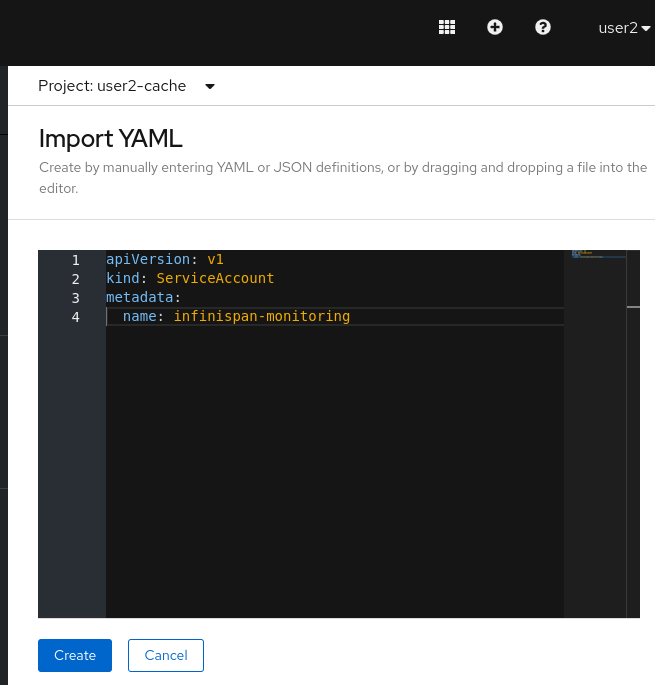 user2
Project: user2-cache
Import YAML
Create by manually entering YAML or JSON definitions, or by dragging and dropping a file into the
editor.
1 apiVersion: v1
2 kind: ServiceAccount
3 metadata:
4   name: infinispan-monitoring
Create Cancel